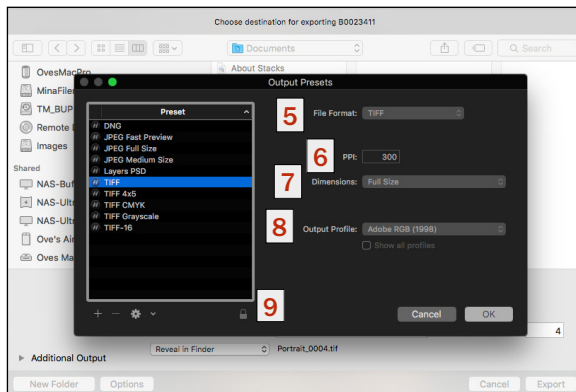 Choose destination for exporting B0023411
Documents
Search
OvesMacPro
About Stacks
Output Presets
MinaFiler
TM_BUP
Remote
Images
Shared
NAS-Buf
NAS-Ultr
NAS-Ultr
Ove's Air
Oves Ma
Preset
DNG
JPEG Fast Preview
JPEG Full Size
JPEG Medium Size
Layers PSD
TIFF
TIFF 4x5
TIFF CMYK
TIFF Grayscale
TIFF-16
5
File Format: TIFF
6
PPI: 300
7
Dimensions: Full Size
8
Output Profile: Adobe RGB (1998)
Show all profiles
9
Cancel OK
4
Reveal in Finder Portrait_0004.tif
Additional Output
New Folder Options Cancel Export